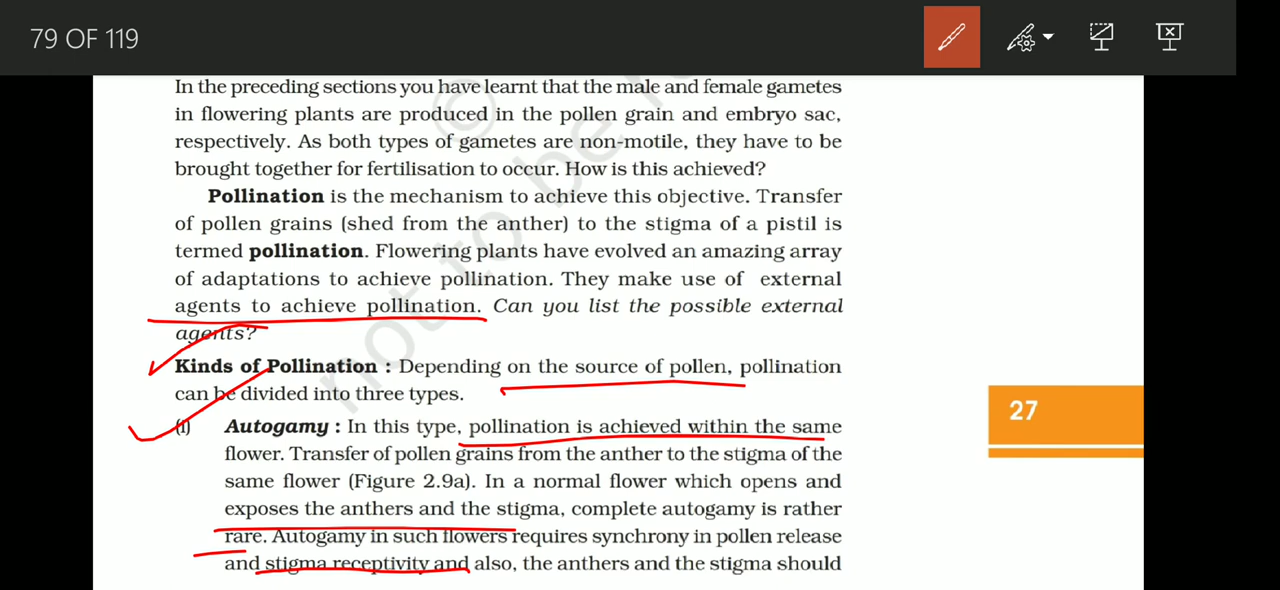 79 OF 119
In the preceding sections you have learnt that the male and female gametes
in flowering plants are produced in the pollen grain and embryo sac,
respectively. As both types of gametes are non-motile, they have to be
brought together for fertilisation to occur. How is this achieved?
Pollination is the mechanism to achieve this objective. Transfer
of pollen grains (shed from the anther) to the stigma of a pistil is
termed pollination. Flowering plants have evolved an amazing array
of adaptations to achieve pollination. They make use of external
agents to achieve pollination. Can you list the possible external
agents?
Kinds of Pollination : Depending on the source of pollen, pollination
can be divided into three types.
(i) Autogamy : In this type, pollination is achieved within the same
flower. Transfer of pollen grains from the anther to the stigma of the
same flower (Figure 2.9a). In a normal flower which opens and
exposes the anthers and the stigma, complete autogamy is rather
rare. Autogamy in such flowers requires synchrony in pollen release
and stigma receptivity and also, the anthers and the stigma should
27
© not to be